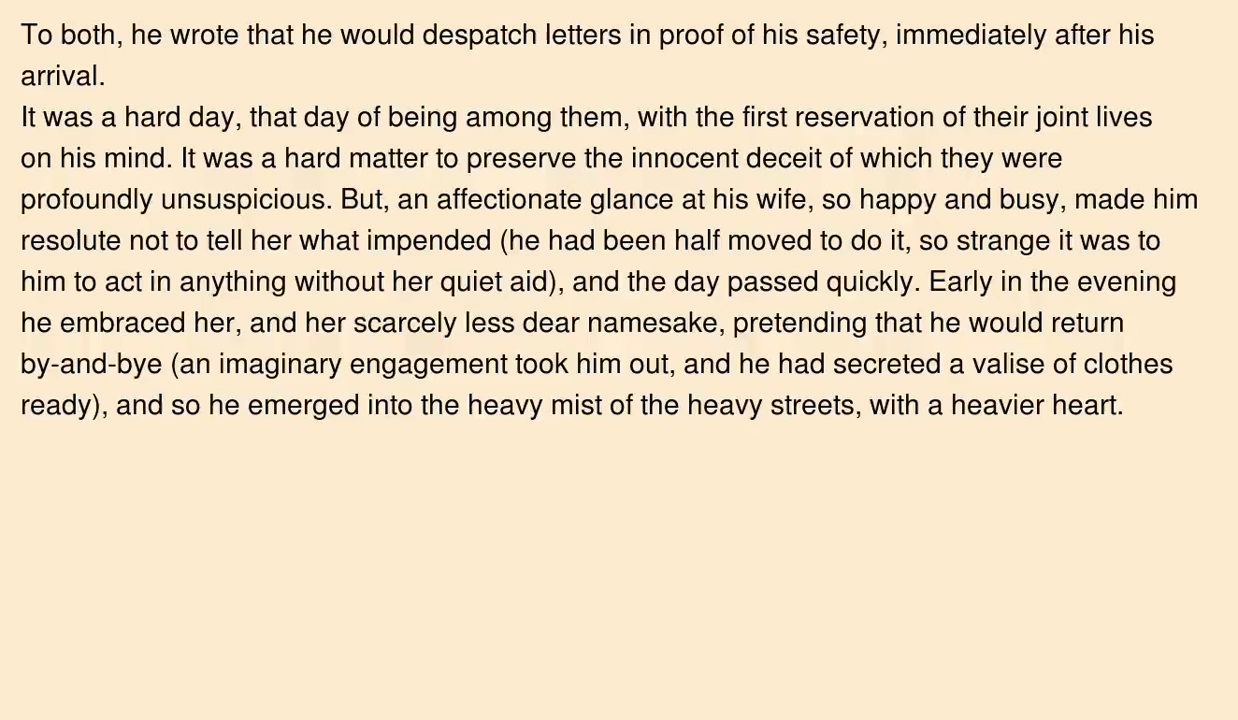 To both, he wrote that he would despatch letters in proof of his safety, immediately after his
arrival.
It was a hard day, that day of being among them, with the first reservation of their joint lives
on his mind. It was a hard matter to preserve the innocent deceit of which they were
profoundly unsuspicious. But, an affectionate glance at his wife, so happy and busy, made him
resolute not to tell her what impended (he had been half moved to do it, so strange it was to
him to act in anything without her quiet aid), and the day passed quickly. Early in the evening
he embraced her, and her scarcely less dear namesake, pretending that he would return
by-and-bye (an imaginary engagement took him out, and he had secreted a valise of clothes
ready), and so he emerged into the heavy mist of the heavy streets, with a heavier heart.